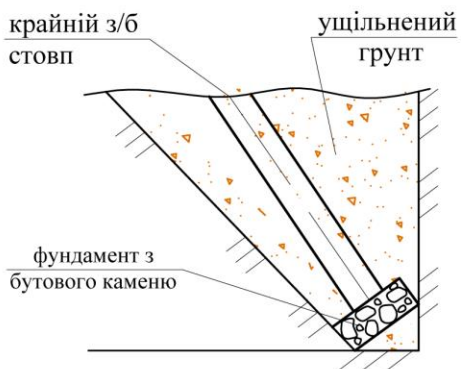 крайній з/б
стовп
ущільнений
грунт
фундамент з
бутового каменю